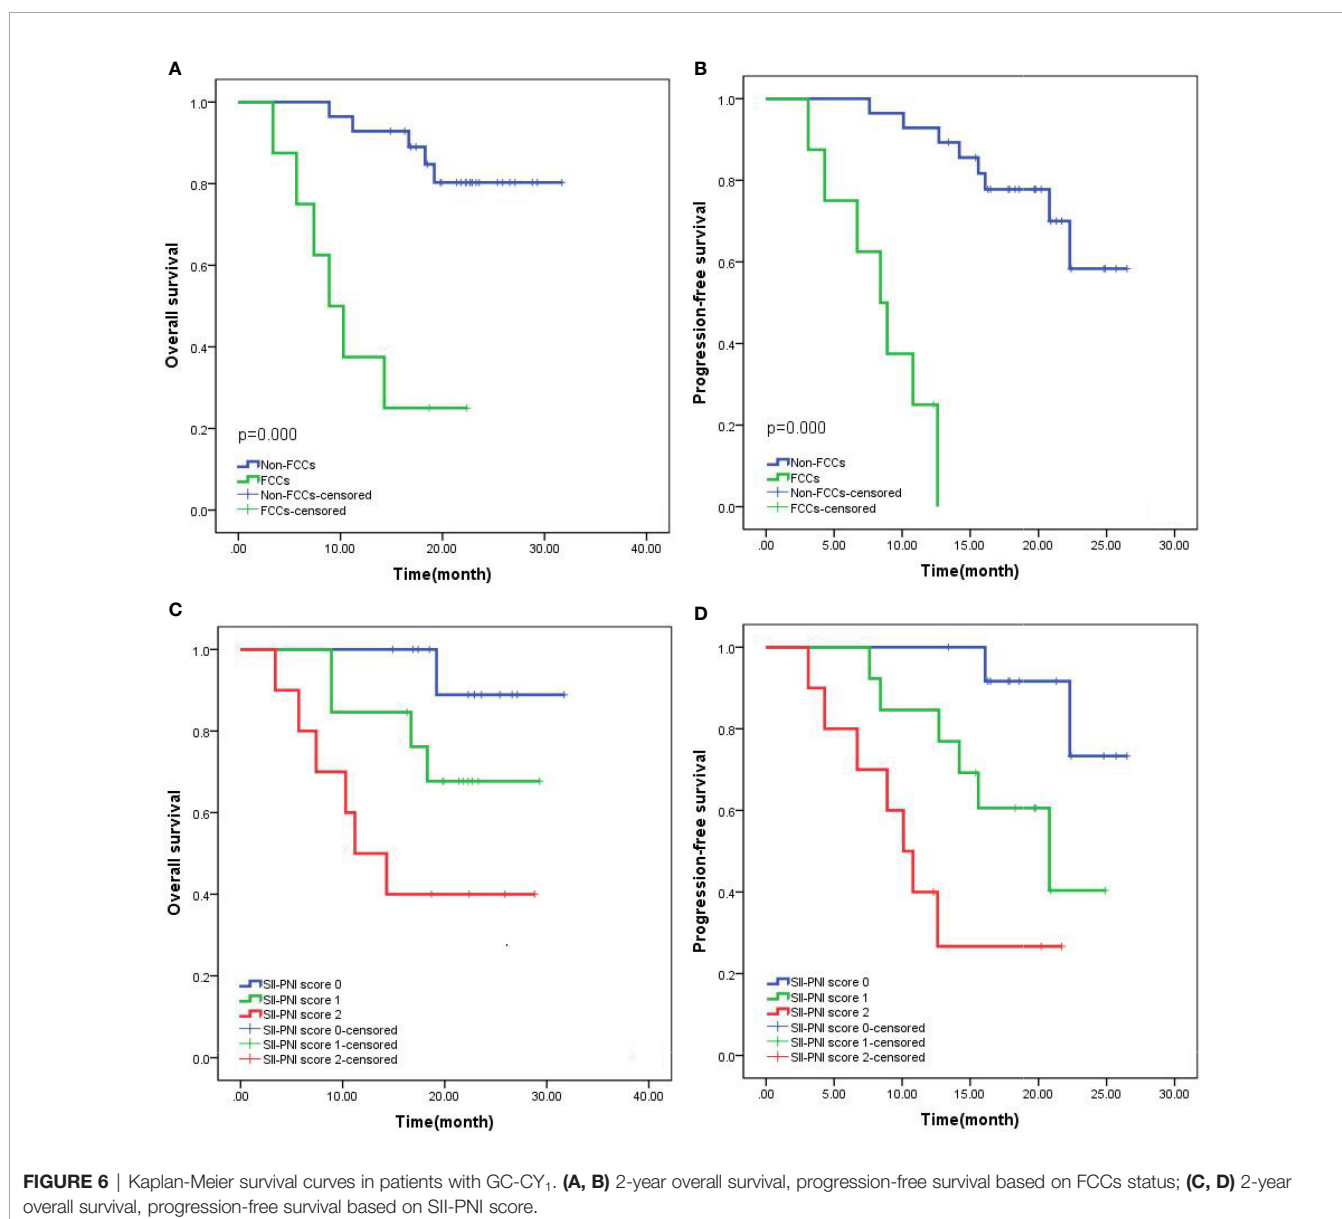 A
1.0
0.8
0.6
0.4
0.2
0.0
Overall survival
p=0.000
Non-FCCs
FCCs
Non-FCCs-censored
FCCs-censored
.00 10.00 20.00 30.00 40.00
Time(month)
B
1.0
0.8
0.6
0.4
0.2
0.0
Progression-free survival
p=0.000
Non-FCCs
FCCs
Non-FCCs-censored
FCCs-censored
.00 5.00 10.00 15.00 20.00 25.00 30.00
Time(month)
C
1.0
0.8
0.6
0.4
0.2
0.0
Overall survival
SII-PNI score 0
SII-PNI score 1
SII-PNI score 2
SII-PNI score 0-censored
SII-PNI score 1-censored
SII-PNI score 2-censored
.00 10.00 20.00 30.00 40.00
Time(month)
D
1.0
0.8
0.6
0.4
0.2
0.0
Progression-free survival
SII-PNI score 0
SII-PNI score 1
SII-PNI score 2
SII-PNI score 0-censored
SII-PNI score 1-censored
SII-PNI score 2-censored
.00 5.00 10.00 15.00 20.00 25.00 30.00
Time(month)
FIGURE 6 | Kaplan-Meier survival curves in patients with GC-CY₁. (A, B) 2-year overall survival, progression-free survival based on FCCs status; (C, D) 2-year
overall survival, progression-free survival based on SII-PNI score.